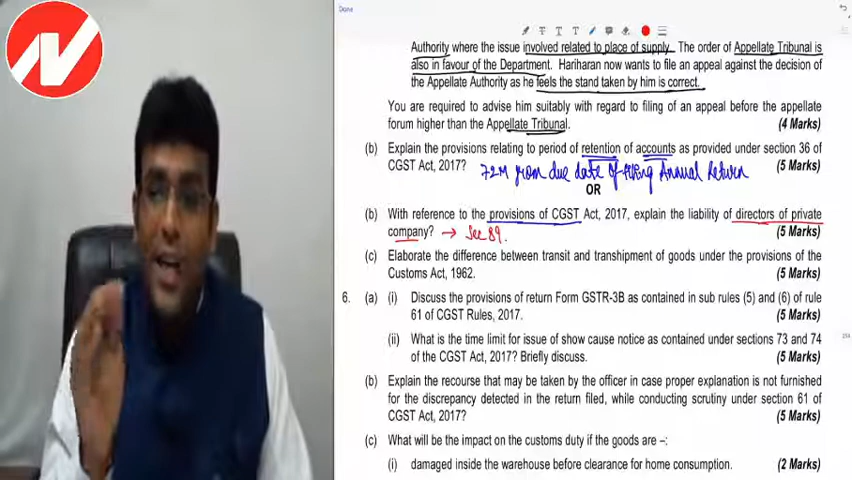 Done
Authority where the issue involved related to place of supply. The order of Appellate Tribunal is
also in favour of the Department. Hariharan now wants to file an appeal against the decision of
the Appellate Authority as he feels the stand taken by him is correct.
You are required to advise him suitably with regard to filing of an appeal before the appellate
forum higher than the Appellate Tribunal. (4 Marks)
(b) Explain the provisions relating to period of retention of accounts as provided under section 36 of
CGST Act, 2017? (5 Marks)
72M from due date of filing Annual Return
OR
(b) With reference to the provisions of CGST Act, 2017, explain the liability of directors of private
company? → Sec 89. (5 Marks)
(c) Elaborate the difference between transit and transhipment of goods under the provisions of the
Customs Act, 1962. (5 Marks)
6. (a) (i) Discuss the provisions of return Form GSTR-3B as contained in sub rules (5) and (6) of rule
61 of CGST Rules, 2017. (5 Marks)
(ii) What is the time limit for issue of show cause notice as contained under sections 73 and 74
of the CGST Act, 2017? Briefly discuss. (5 Marks)
(b) Explain the recourse that may be taken by the officer in case proper explanation is not furnished
for the discrepancy detected in the return filed, while conducting scrutiny under section 61 of
CGST Act, 2017? (5 Marks)
(c) What will be the impact on the customs duty if the goods are –:
(i) damaged inside the warehouse before clearance for home consumption. (2 Marks)